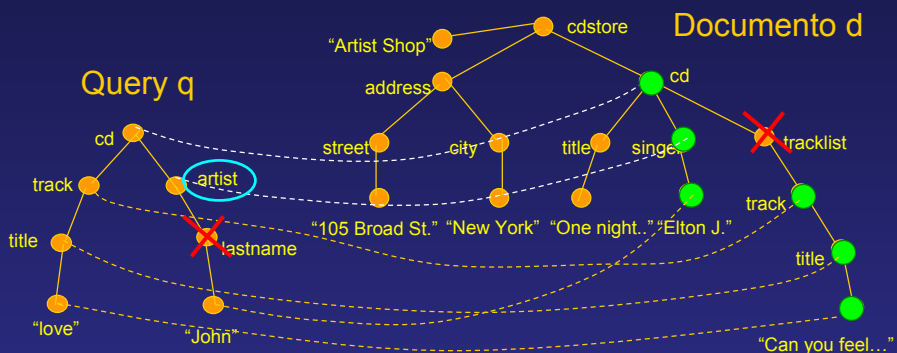 Documento d
cdstore
“Artist Shop”
Query q
address
cd
cd
street
city
title
singer
tracklist
track
artist
track
“105 Broad St.”
“New York”
“One night..”
“Elton J.”
title
lastname
title
“love”
“John”
“Can you feel…”